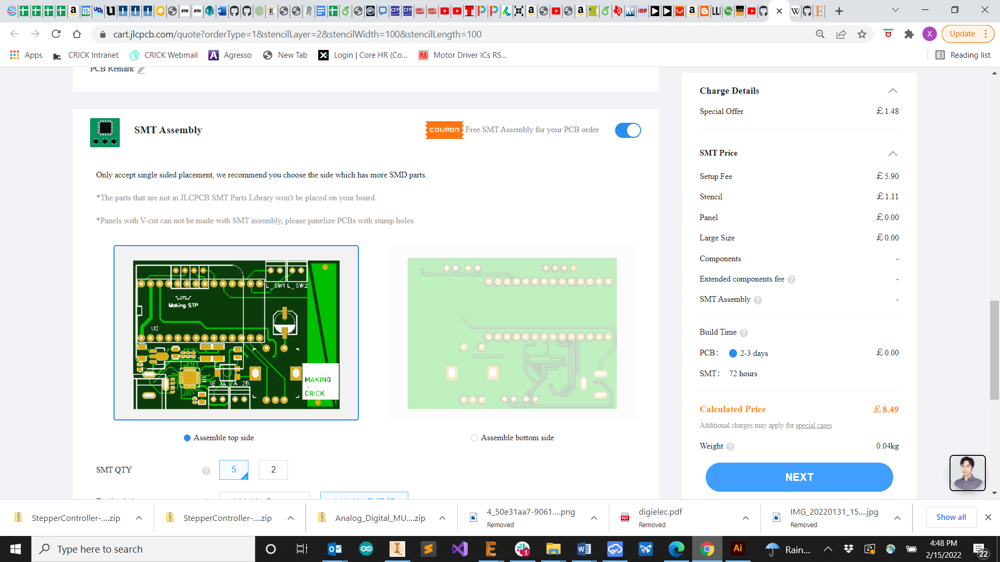 cart.jlcpcb.com/quote?orderType=1&stencilLayer=2&stencilWidth=100&stencilLength=100
Update
Apps
CRICK Intranet
CRICK Webmail
Agresso
New Tab
Login | Core HR (Co...
Motor Driver ICs RS...
Reading list
PCB Remark
SMT Assembly
COUPON
Free SMT Assembly for your PCB order
Only accept single sided placement, we recommend you choose the side which has more SMD parts.
*The parts that are not in JLCPCB SMT Parts Library won't be placed on your board.
*Panels with V-cut can not be made with SMT assembly, please panelize PCBs with stamp holes.
L_SW1 L_SW2
Making STP
U2
1A 2A 2B
MAKING
CRICK
Assemble top side
Assemble bottom side
SMT QTY
5
2
Charge Details
Special Offer
£1.48
SMT Price
Setup Fee
£5.90
Stencil
£1.11
Panel
£0.00
Large Size
£0.00
Components
-
Extended components fee
-
SMT Assembly
-
Build Time
PCB:
2-3 days
£0.00
SMT:
72 hours
Calculated Price
£8.49
Additional charges may apply for special cases
Weight
0.04kg
NEXT
StepperController-....zip
StepperController-....zip
Analog_Digital_MU....zip
4_50e31aa7-9061....png
Removed
digielec.pdf
Removed
IMG_20220131_15....jpg
Removed
Show all
Type here to search
Rain...
4:48 PM
2/15/2022
22